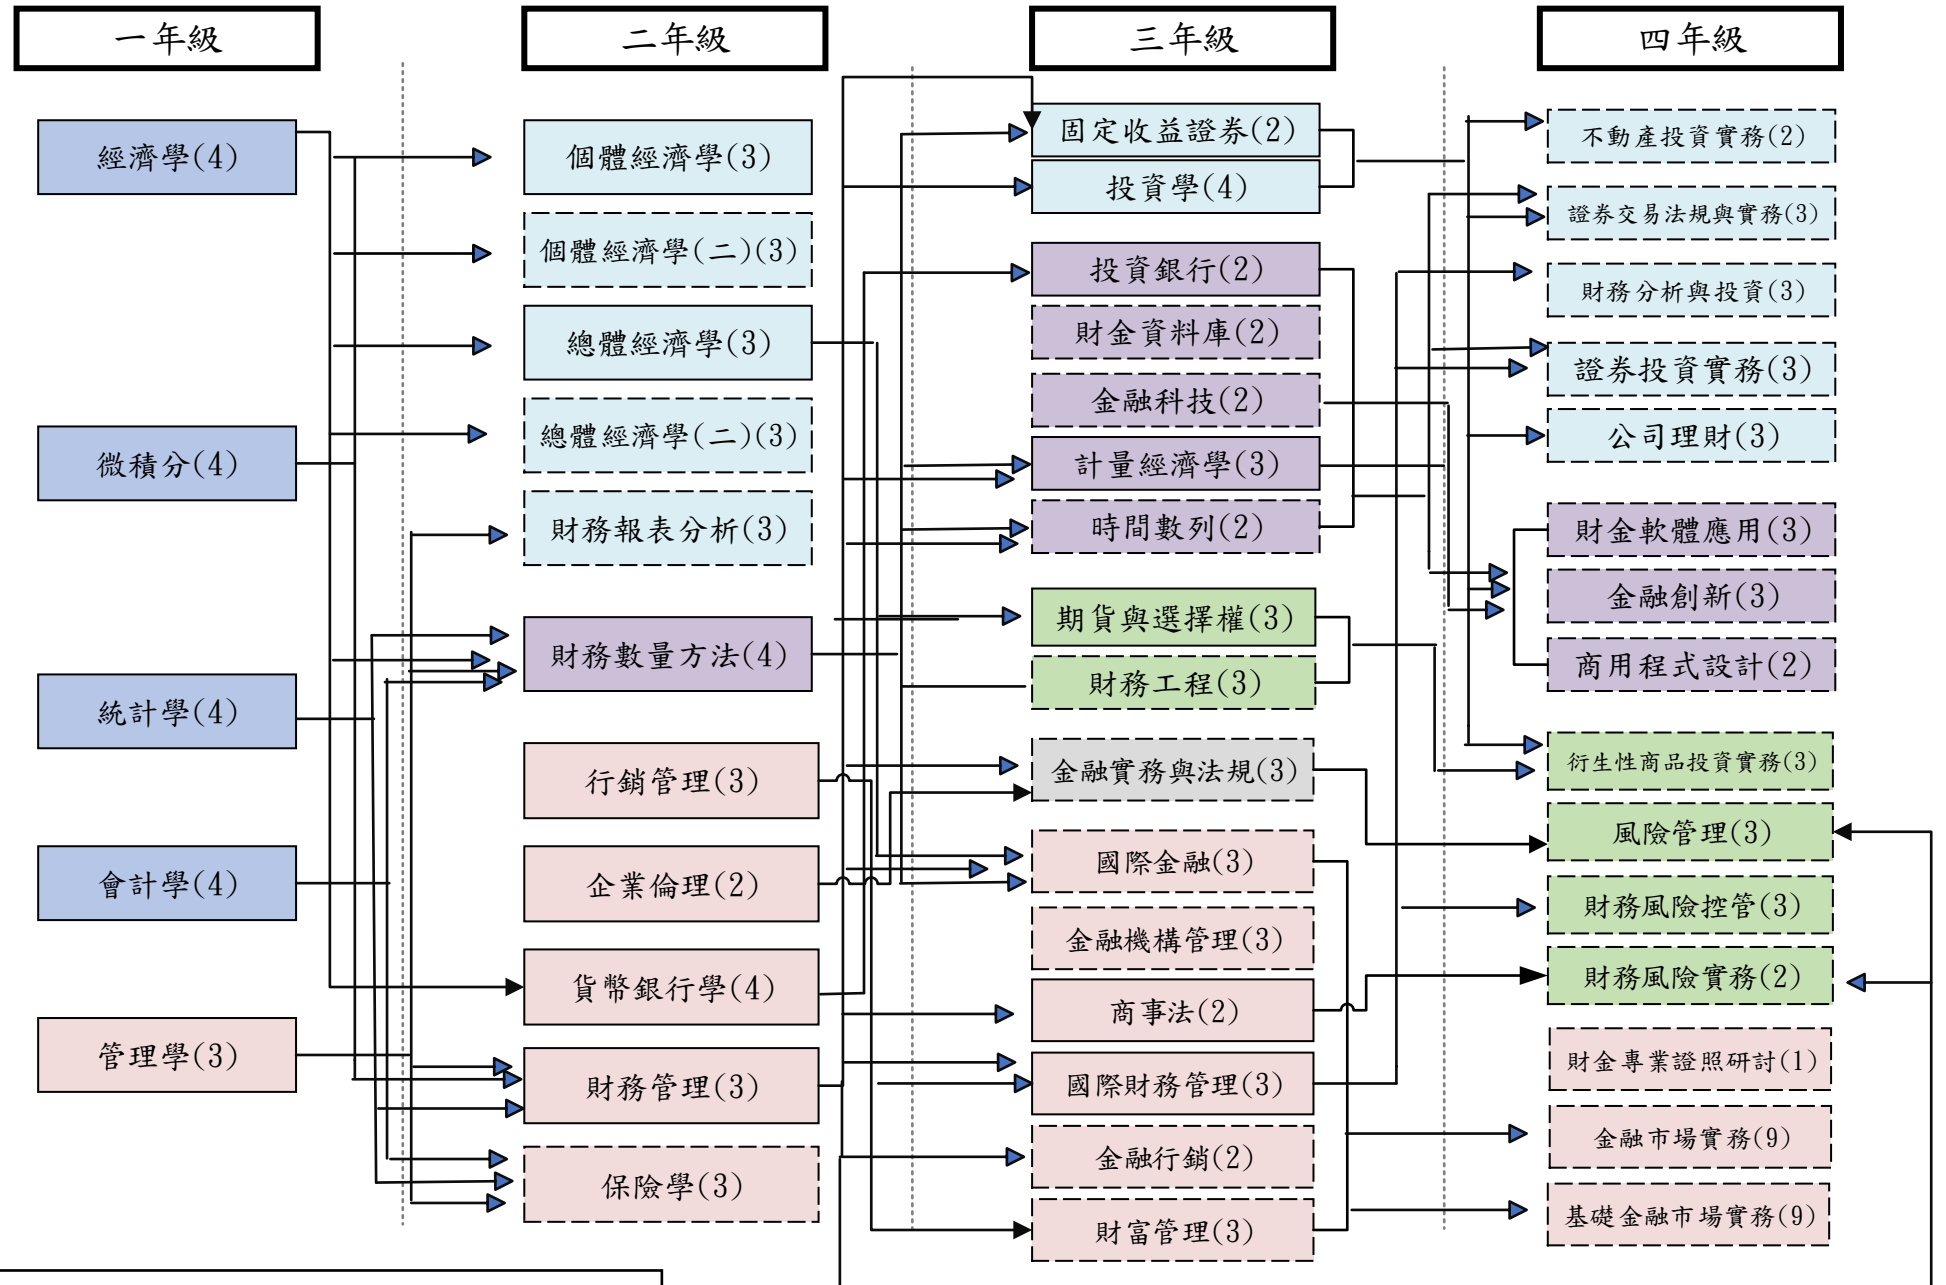 一年級
二年級
三年級
四年級
經濟學(4)
微積分(4)
統計學(4)
會計學(4)
管理學(3)
個體經濟學(3)
個體經濟學(二)(3)
總體經濟學(3)
總體經濟學(二)(3)
財務報表分析(3)
財務數量方法(4)
行銷管理(3)
企業倫理(2)
貨幣銀行學(4)
財務管理(3)
保險學(3)
固定收益證券(2)
投資學(4)
投資銀行(2)
財金資料庫(2)
金融科技(2)
計量經濟學(3)
時間數列(2)
期貨與選擇權(3)
財務工程(3)
金融實務與法規(3)
國際金融(3)
金融機構管理(3)
商事法(2)
國際財務管理(3)
金融行銷(2)
財富管理(3)
不動產投資實務(2)
證券交易法規與實務(3)
財務分析與投資(3)
證券投資實務(3)
公司理財(3)
財金軟體應用(3)
金融創新(3)
商用程式設計(2)
衍生性商品投資實務(3)
風險管理(3)
財務風險控管(3)
財務風險實務(2)
財金專業證照研討(1)
金融市場實務(9)
基礎金融市場實務(9)